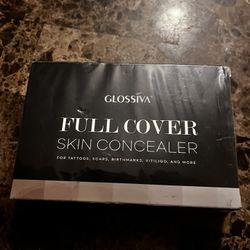 GLOSSIVA
FULL COVER
SKIN CONCEALER
FOR TATTOOS, SCARS, BIRTHMARKS, VITILIGO, AND MORE